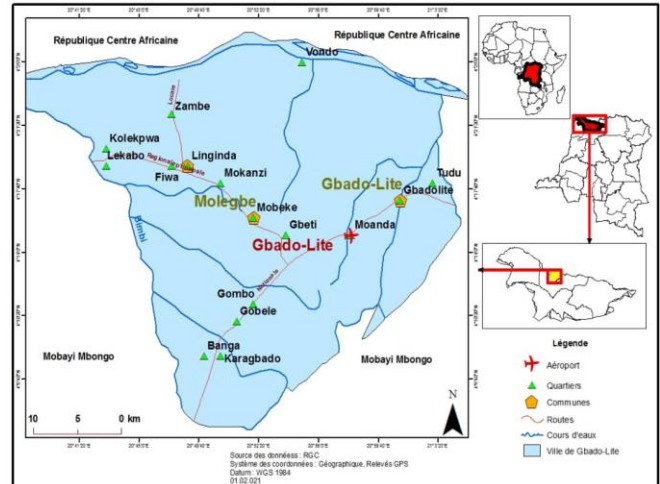 République Centre Africaine
République Centre Africaine
Voado
Zambe
Kolekpwa
Lekabo
Linginda
Fiwa
Mokanzi
Tudu
Gbado-Lite
Gbadolite
Molegbe
Mobeke
Gbeti
Moanda
Gbado-Lite
Bimbi
Gombo
Gobele
Banga
Karagbado
Mobayi Mbongo
Mobayi Mbongo
N
10 5 0 km
Légende
Aéroport
Quartiers
Communes
Routes
Cours d'eaux
Ville de Gbado-Lite
Source des donnéeas : RGC
Système des coordonnées : Géographique, Relevés GPS
Datum : WGS 1984
01.02.021